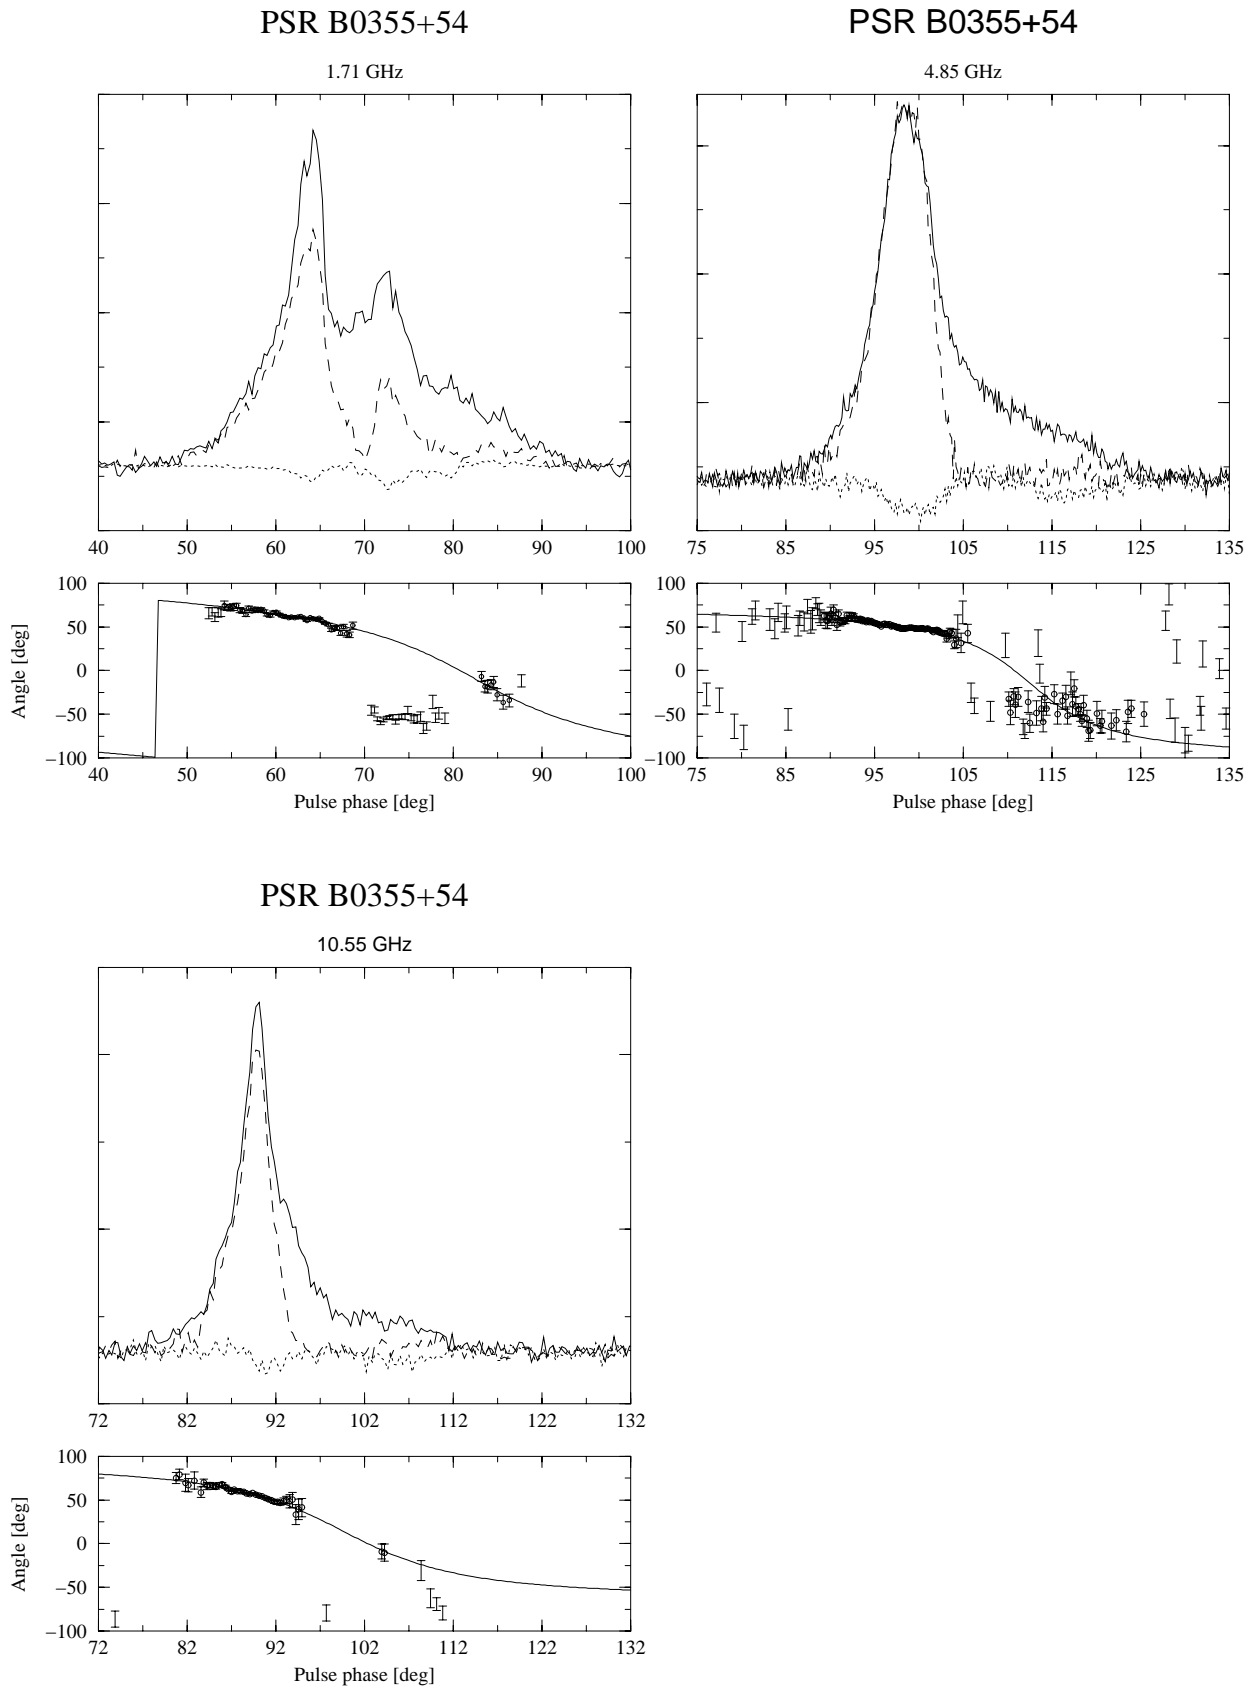 PSR B0355+54
1.71 GHz
40 50 60 70 80 90 100
100
50
0
−50
−100
Angle [deg]
40 50 60 70 80 90 100
Pulse phase [deg]
PSR B0355+54
4.85 GHz
75 85 95 105 115 125 135
100
50
0
−50
−100
75 85 95 105 115 125 135
Pulse phase [deg]
PSR B0355+54
10.55 GHz
72 82 92 102 112 122 132
100
50
0
−50
−100
Angle [deg]
72 82 92 102 112 122 132
Pulse phase [deg]